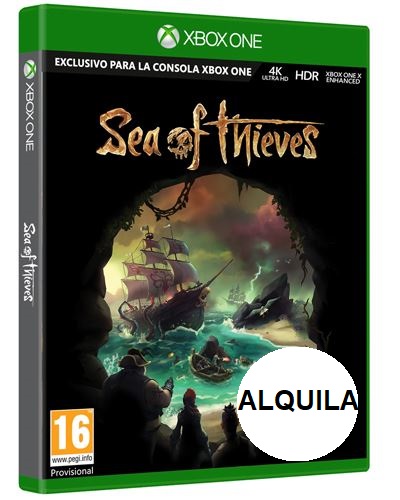 XBOX ONE
EXCLUSIVO PARA LA CONSOLA XBOX ONE
4K
ULTRA HD
HDR
XBOX ONE X
ENHANCED
Sea of Thieves
XBOX ONE
Sea of Thieves
ALQUILA
16
www.pegi.info
Provisional